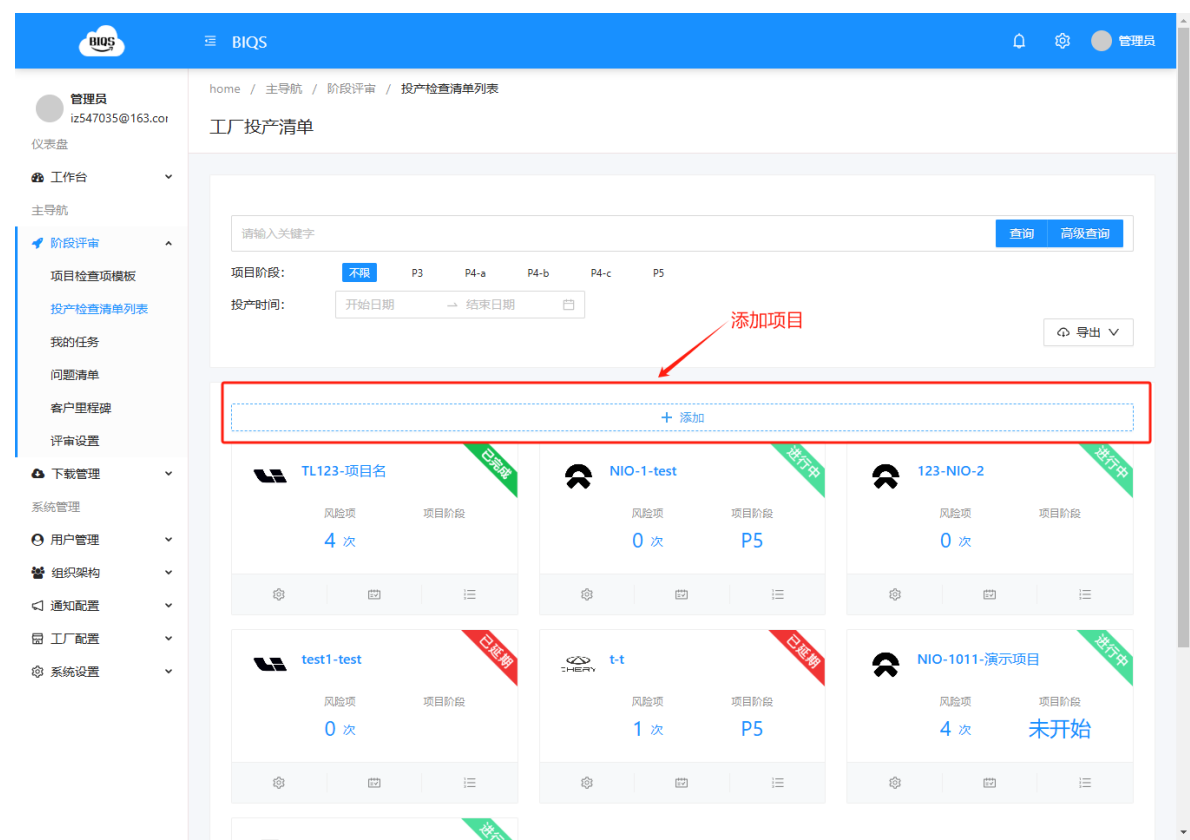 BIQS
BIQS
管理员
管理员
iz547035@163.cor
仪表盘
工作台
主导航
阶段评审
项目检查项模板
投产检查清单列表
我的任务
问题清单
客户里程碑
评审设置
下载管理
系统管理
用户管理
组织架构
通知配置
工厂配置
系统设置
home / 主导航 / 阶段评审 / 投产检查清单列表
工厂投产清单
请输入关键字
查询 高级查询
项目阶段: 不限 P3 P4-a P4-b P4-c P5
投产时间: 开始日期 → 结束日期
添加项目
导出
+ 添加
TL123-项目名 已完成
风险项 项目阶段
4 次
NIO-1-test 进行中
风险项 项目阶段
0 次 P5
123-NIO-2 进行中
风险项 项目阶段
0 次
test1-test 已延期
风险项 项目阶段
0 次
CHERY t-t 已延期
风险项 项目阶段
1 次 P5
NIO-1011-演示项目 进行中
风险项 项目阶段
4 次 未开始
进行